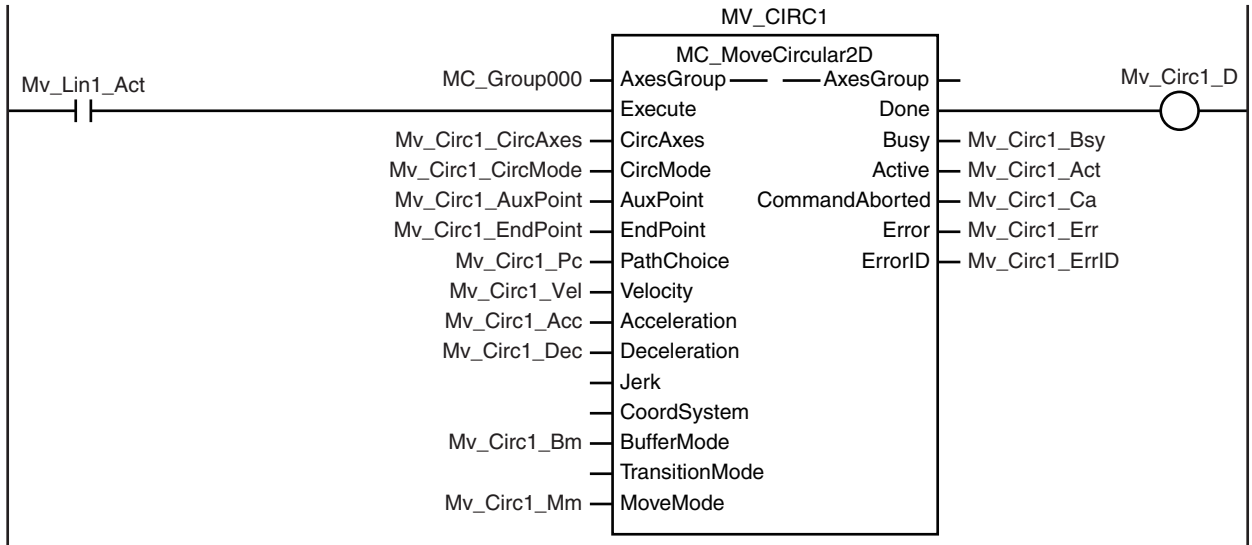 MV_CIRC1
MC_MoveCircular2D
Mv_Lin1_Act MC_Group000 AxesGroup AxesGroup Mv_Circ1_D
Execute Done
Mv_Circ1_CircAxes CircAxes Busy Mv_Circ1_Bsy
Mv_Circ1_CircMode CircMode Active Mv_Circ1_Act
Mv_Circ1_AuxPoint AuxPoint CommandAborted Mv_Circ1_Ca
Mv_Circ1_EndPoint EndPoint Error Mv_Circ1_Err
Mv_Circ1_Pc PathChoice ErrorID Mv_Circ1_ErrID
Mv_Circ1_Vel Velocity
Mv_Circ1_Acc Acceleration
Mv_Circ1_Dec Deceleration
Jerk
CoordSystem
Mv_Circ1_Bm BufferMode
TransitionMode
Mv_Circ1_Mm MoveMode